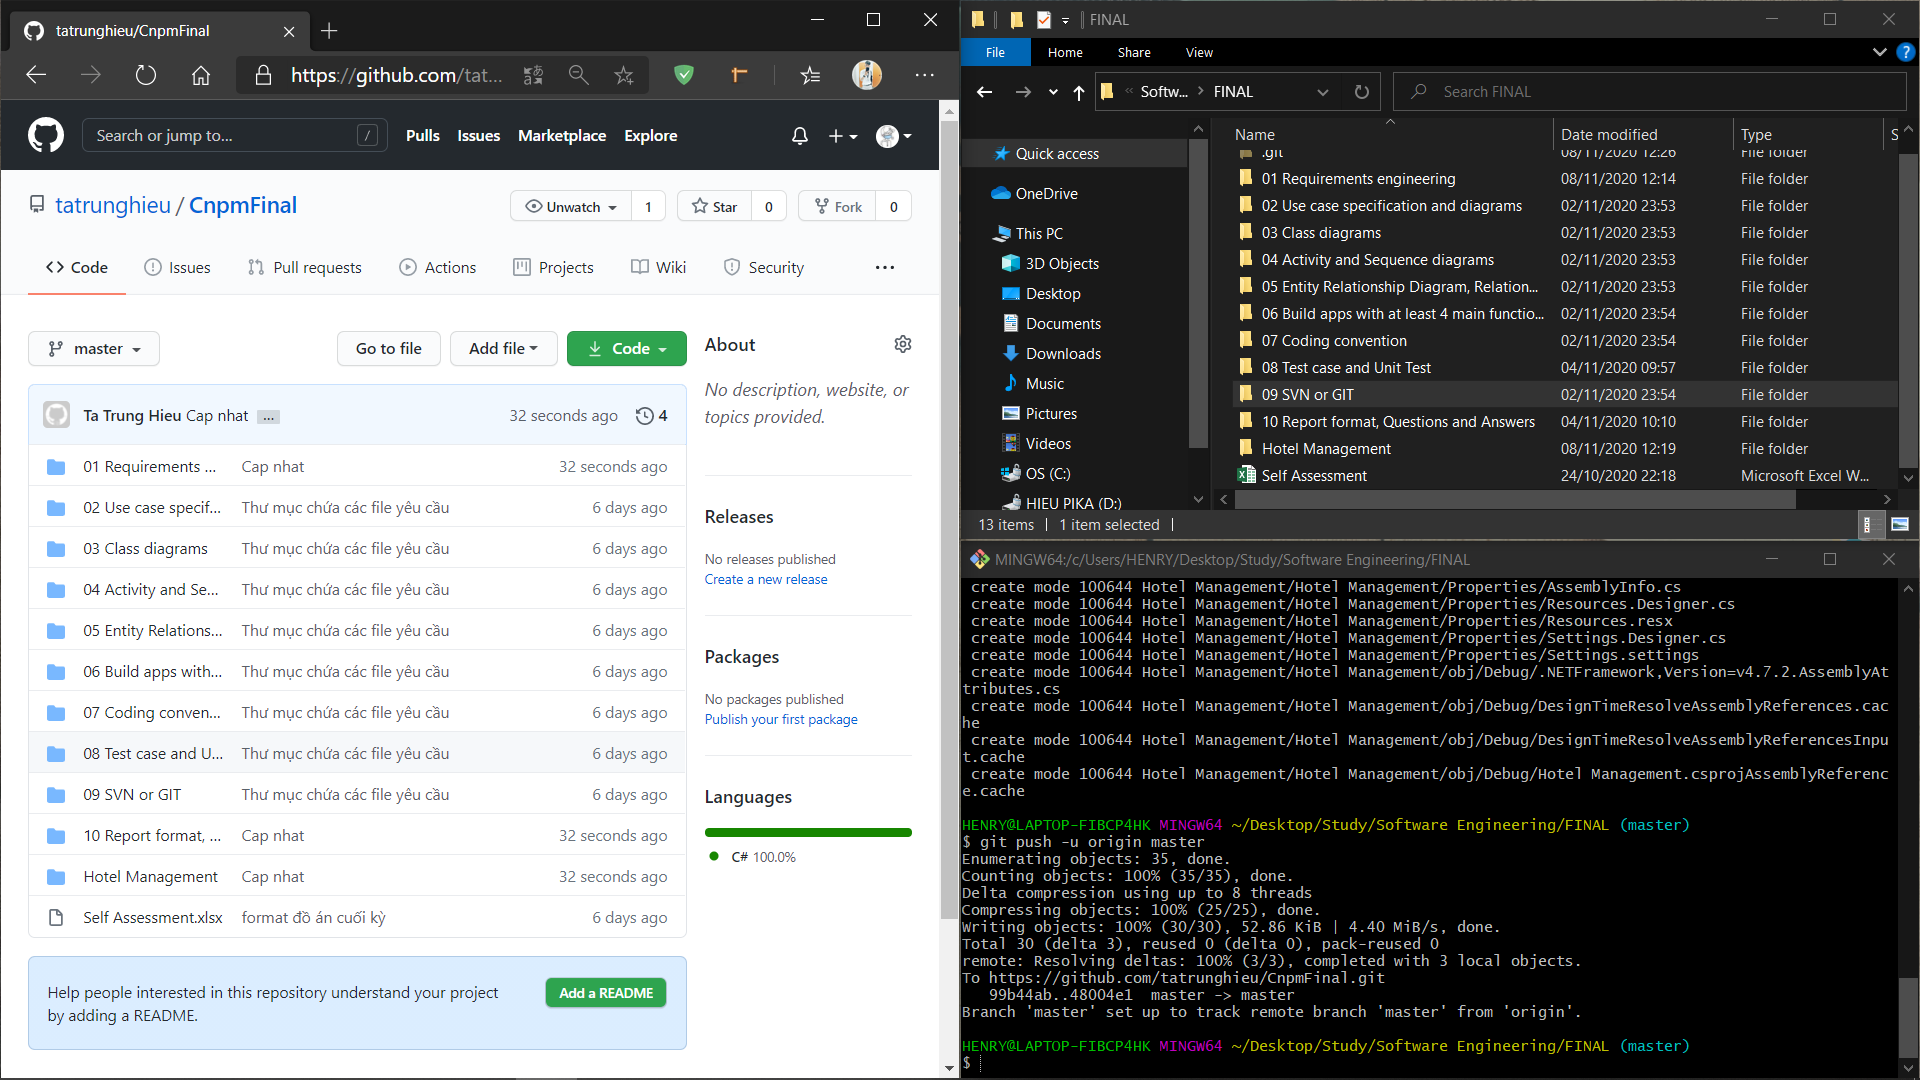 tatrunghieu/CnpmFinal
https://github.com/tat...
Search or jump to... /
Pulls Issues Marketplace Explore
tatrunghieu / CnpmFinal
Unwatch 1 Star 0 Fork 0
Code Issues Pull requests Actions Projects Wiki Security ...
master Go to file Add file Code
Ta Trung Hieu Cap nhat ... 32 seconds ago 4
01 Requirements ... Cap nhat 32 seconds ago
02 Use case specif... Thư mục chứa các file yêu cầu 6 days ago
03 Class diagrams Thư mục chứa các file yêu cầu 6 days ago
04 Activity and Se... Thư mục chứa các file yêu cầu 6 days ago
05 Entity Relations... Thư mục chứa các file yêu cầu 6 days ago
06 Build apps with... Thư mục chứa các file yêu cầu 6 days ago
07 Coding conven... Thư mục chứa các file yêu cầu 6 days ago
08 Test case and U... Thư mục chứa các file yêu cầu 6 days ago
09 SVN or GIT Thư mục chứa các file yêu cầu 6 days ago
10 Report format, ... Cap nhat 32 seconds ago
Hotel Management Cap nhat 32 seconds ago
Self Assessment.xlsx format đồ án cuối kỳ 6 days ago
Help people interested in this repository understand your project
by adding a README.
Add a README
About
No description, website, or
topics provided.
Releases
No releases published
Create a new release
Packages
No packages published
Publish your first package
Languages
C# 100.0%
FINAL
File Home Share View
Softw... FINAL
Search FINAL
Quick access
OneDrive
This PC
3D Objects
Desktop
Documents
Downloads
Music
Pictures
Videos
OS (C:)
HIEU PIKA (D:)
Name Date modified Type S
.git 08/11/2020 12:26 File folder
01 Requirements engineering 08/11/2020 12:14 File folder
02 Use case specification and diagrams 02/11/2020 23:53 File folder
03 Class diagrams 02/11/2020 23:53 File folder
04 Activity and Sequence diagrams 02/11/2020 23:53 File folder
05 Entity Relationship Diagram, Relation... 02/11/2020 23:53 File folder
06 Build apps with at least 4 main functio... 02/11/2020 23:54 File folder
07 Coding convention 02/11/2020 23:54 File folder
08 Test case and Unit Test 04/11/2020 09:57 File folder
09 SVN or GIT 02/11/2020 23:54 File folder
10 Report format, Questions and Answers 04/11/2020 10:10 File folder
Hotel Management 08/11/2020 12:19 File folder
Self Assessment 24/10/2020 22:18 Microsoft Excel W...
13 items 1 item selected
MINGW64:/c/Users/HENRY/Desktop/Study/Software Engineering/FINAL
create mode 100644 Hotel Management/Hotel Management/Properties/AssemblyInfo.cs
create mode 100644 Hotel Management/Hotel Management/Properties/Resources.Designer.cs
create mode 100644 Hotel Management/Hotel Management/Properties/Resources.resx
create mode 100644 Hotel Management/Hotel Management/Properties/Settings.Designer.cs
create mode 100644 Hotel Management/Hotel Management/Properties/Settings.settings
create mode 100644 Hotel Management/Hotel Management/obj/Debug/.NETFramework,Version=v4.7.2.AssemblyAt
tributes.cs
create mode 100644 Hotel Management/Hotel Management/obj/Debug/DesignTimeResolveAssemblyReferences.cac
he
create mode 100644 Hotel Management/Hotel Management/obj/Debug/DesignTimeResolveAssemblyReferencesInpu
t.cache
create mode 100644 Hotel Management/Hotel Management/obj/Debug/Hotel Management.csprojAssemblyReferenc
e.cache
HENRY@LAPTOP-FIBCP4HK MINGW64 ~/Desktop/Study/Software Engineering/FINAL (master)
$ git push -u origin master
Enumerating objects: 35, done.
Counting objects: 100% (35/35), done.
Delta compression using up to 8 threads
Compressing objects: 100% (25/25), done.
Writing objects: 100% (30/30), 52.86 KiB | 4.40 MiB/s, done.
Total 30 (delta 3), reused 0 (delta 0), pack-reused 0
remote: Resolving deltas: 100% (3/3), completed with 3 local objects.
To https://github.com/tatrunghieu/CnpmFinal.git
99b44ab..48004e1 master -> master
Branch 'master' set up to track remote branch 'master' from 'origin'.
HENRY@LAPTOP-FIBCP4HK MINGW64 ~/Desktop/Study/Software Engineering/FINAL (master)
$